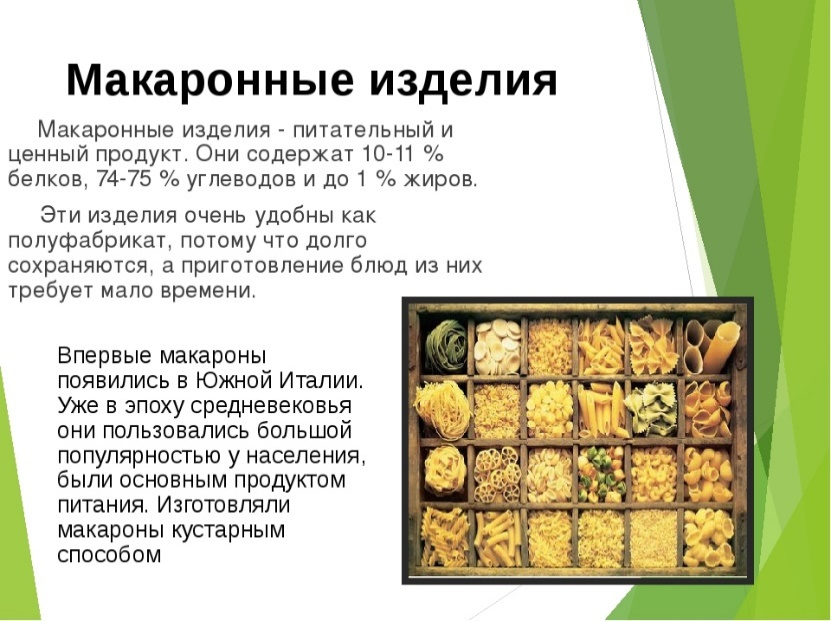 Макаронные изделия
Макаронные изделия - питательный и
ценный продукт. Они содержат 10-11 %
белков, 74-75 % углеводов и до 1 % жиров.
Эти изделия очень удобны как
полуфабрикат, потому что долго
сохраняются, а приготовление блюд из них
требует мало времени.
Впервые макароны
появились в Южной Италии.
Уже в эпоху средневековья
они пользовались большой
популярностью у населения,
были основным продуктом
питания. Изготовляли
макароны кустарным
способом